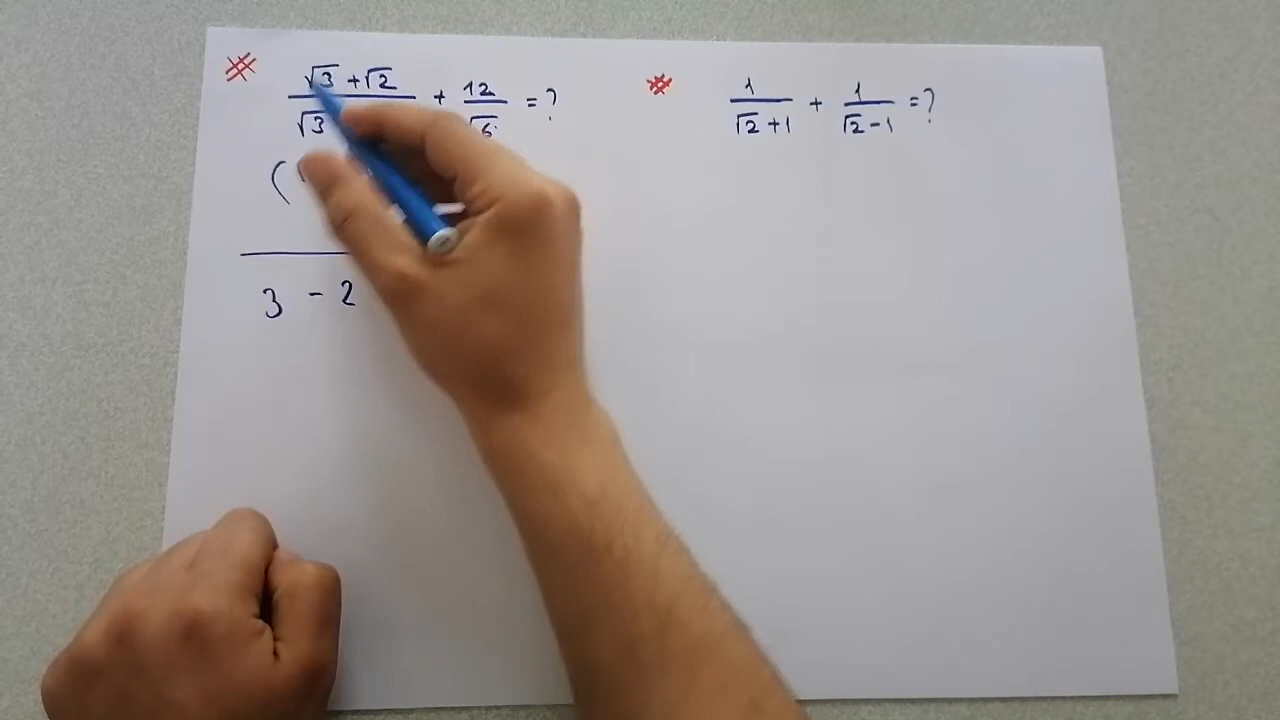 √3 + √2 + 12 = ?
√3 √6
(
3 - 2
1 + 1 = ?
√2 + 1 √2 - 1